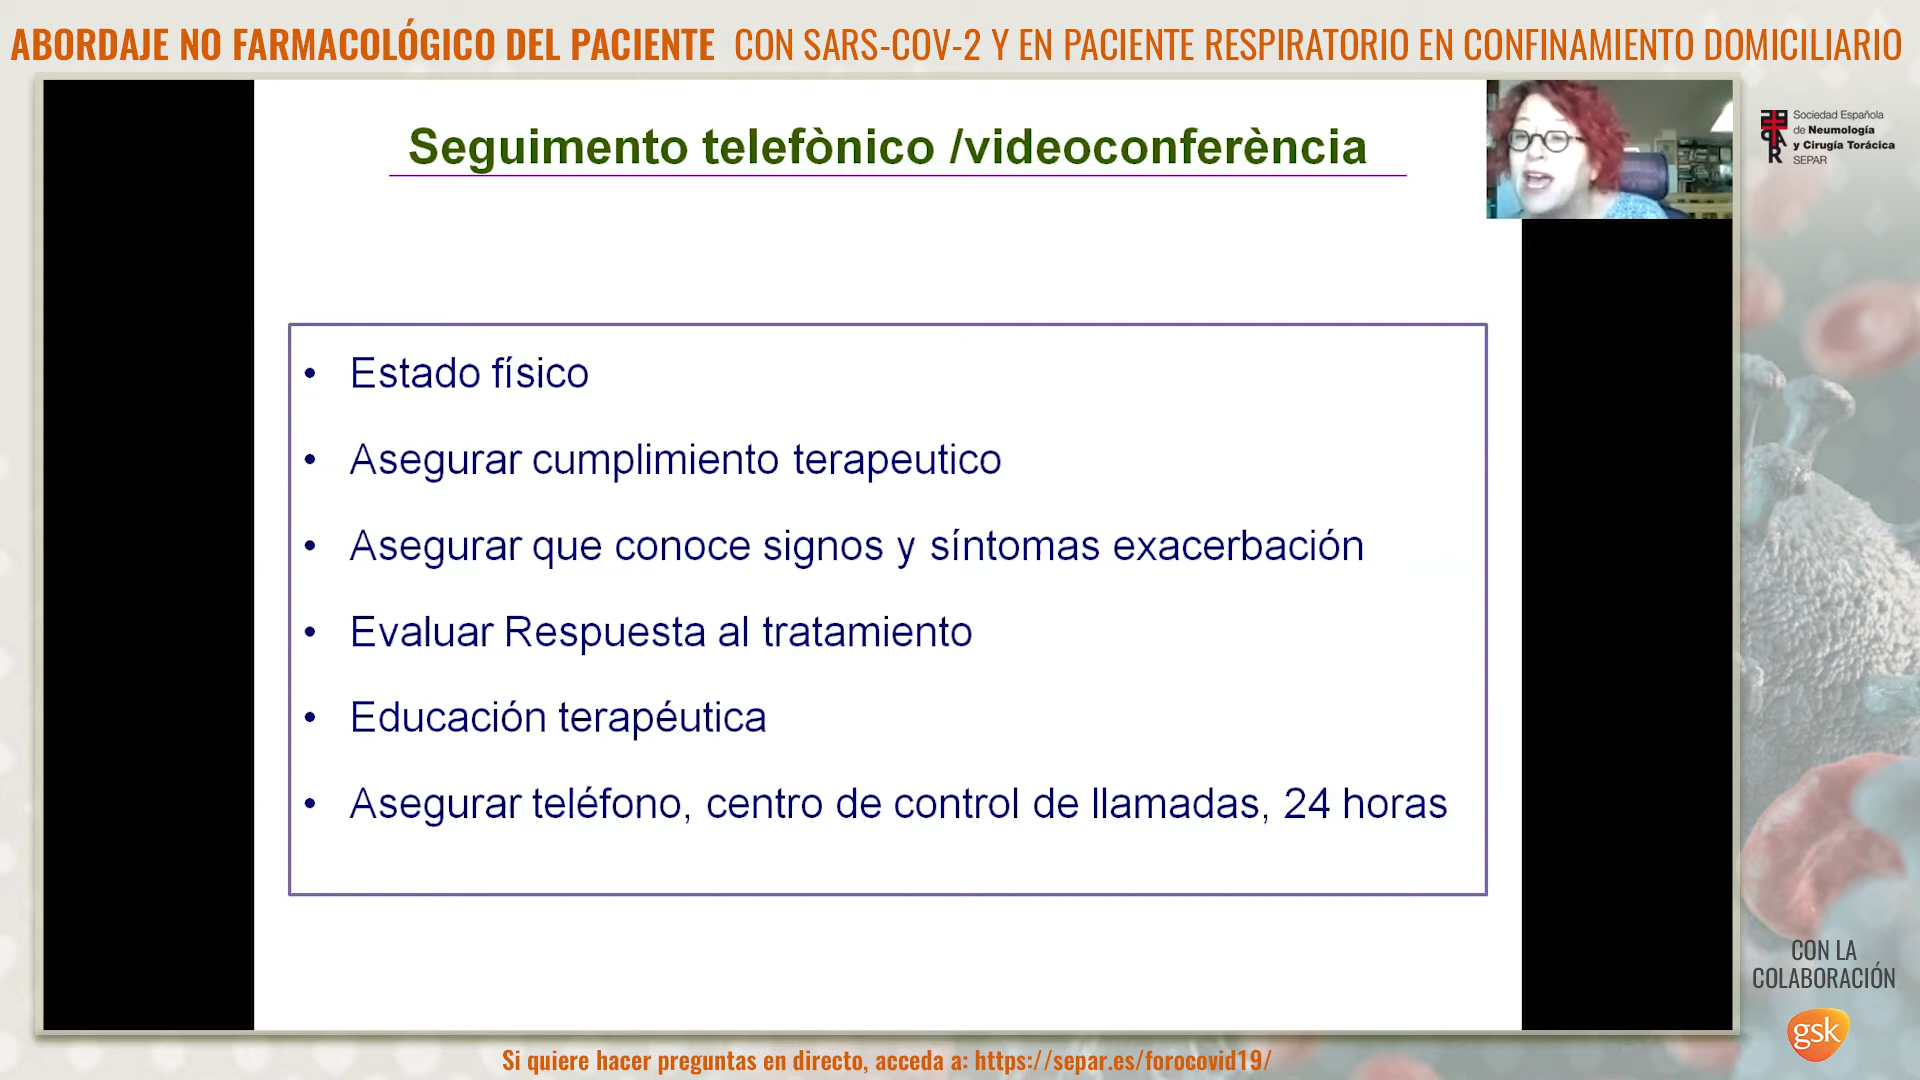 ABORDAJE NO FARMACOLÓGICO DEL PACIENTE CON SARS-COV-2 Y EN PACIENTE RESPIRATORIO EN CONFINAMIENTO DOMICILIARIO
Seguimento telefònico /videoconferència
Sociedad Española
de Neumología
y Cirugía Torácica
SEPAR
• Estado físico
• Asegurar cumplimiento terapeutico
• Asegurar que conoce signos y síntomas exacerbación
• Evaluar Respuesta al tratamiento
• Educación terapéutica
• Asegurar teléfono, centro de control de llamadas, 24 horas
CON LA
COLABORACIÓN
gsk
Si quiere hacer preguntas en directo, acceda a: https://separ.es/forocovid19/